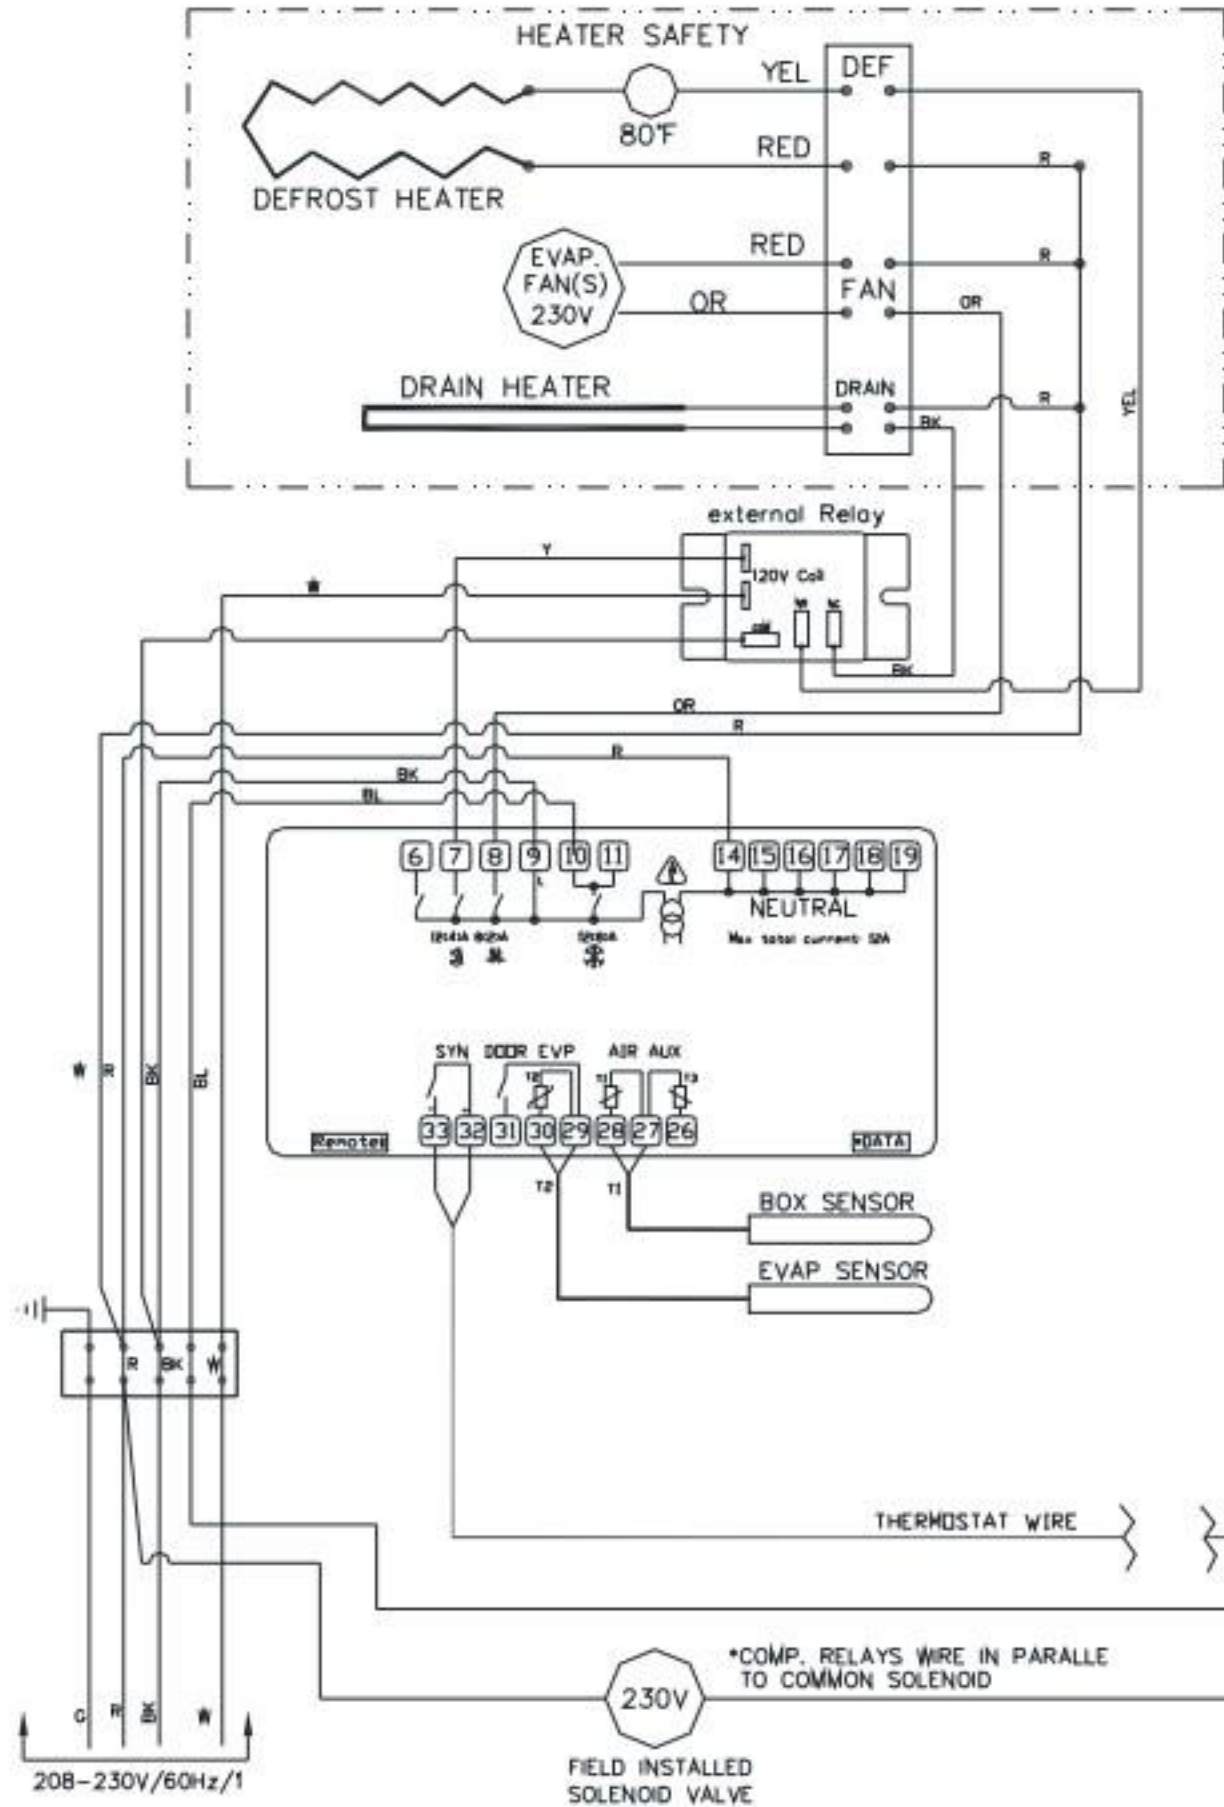 HEATER SAFETY
YEL
DEF
80°F
RED
R
DEFROST HEATER
RED
R
EVAP.
FAN(S)
230V
FAN
OR
OR
DRAIN HEATER
DRAIN
R
BK
YEL
external Relay
Y
120V Coil
W
BK
OR
R
R
BK
BL
6 7 8 9 10 11 14 15 16 17 18 19
L
NEUTRAL
Max total current 12A
W R BK BL
SYN DOOR EVP AIR AUX
T2 T1 T3
33 32 31 30 29 28 27 26
Remotes
*DATA
T2 T1
BOX SENSOR
EVAP SENSOR
R BK W
THERMOSTAT WIRE
*COMP. RELAYS WIRE IN PARALLE
TO COMMON SOLENOID
230V
G R BK W
208-230V/60Hz/1
FIELD INSTALLED
SOLENOID VALVE